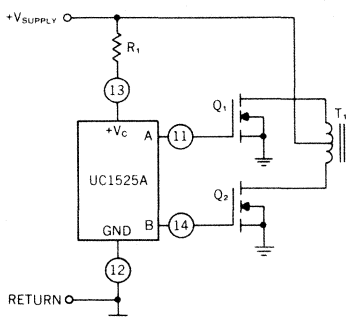 +VSUPPLY
R1
13
Q1
T1
+VC
A
11
UC1525A
Q2
B
14
GND
12
RETURN